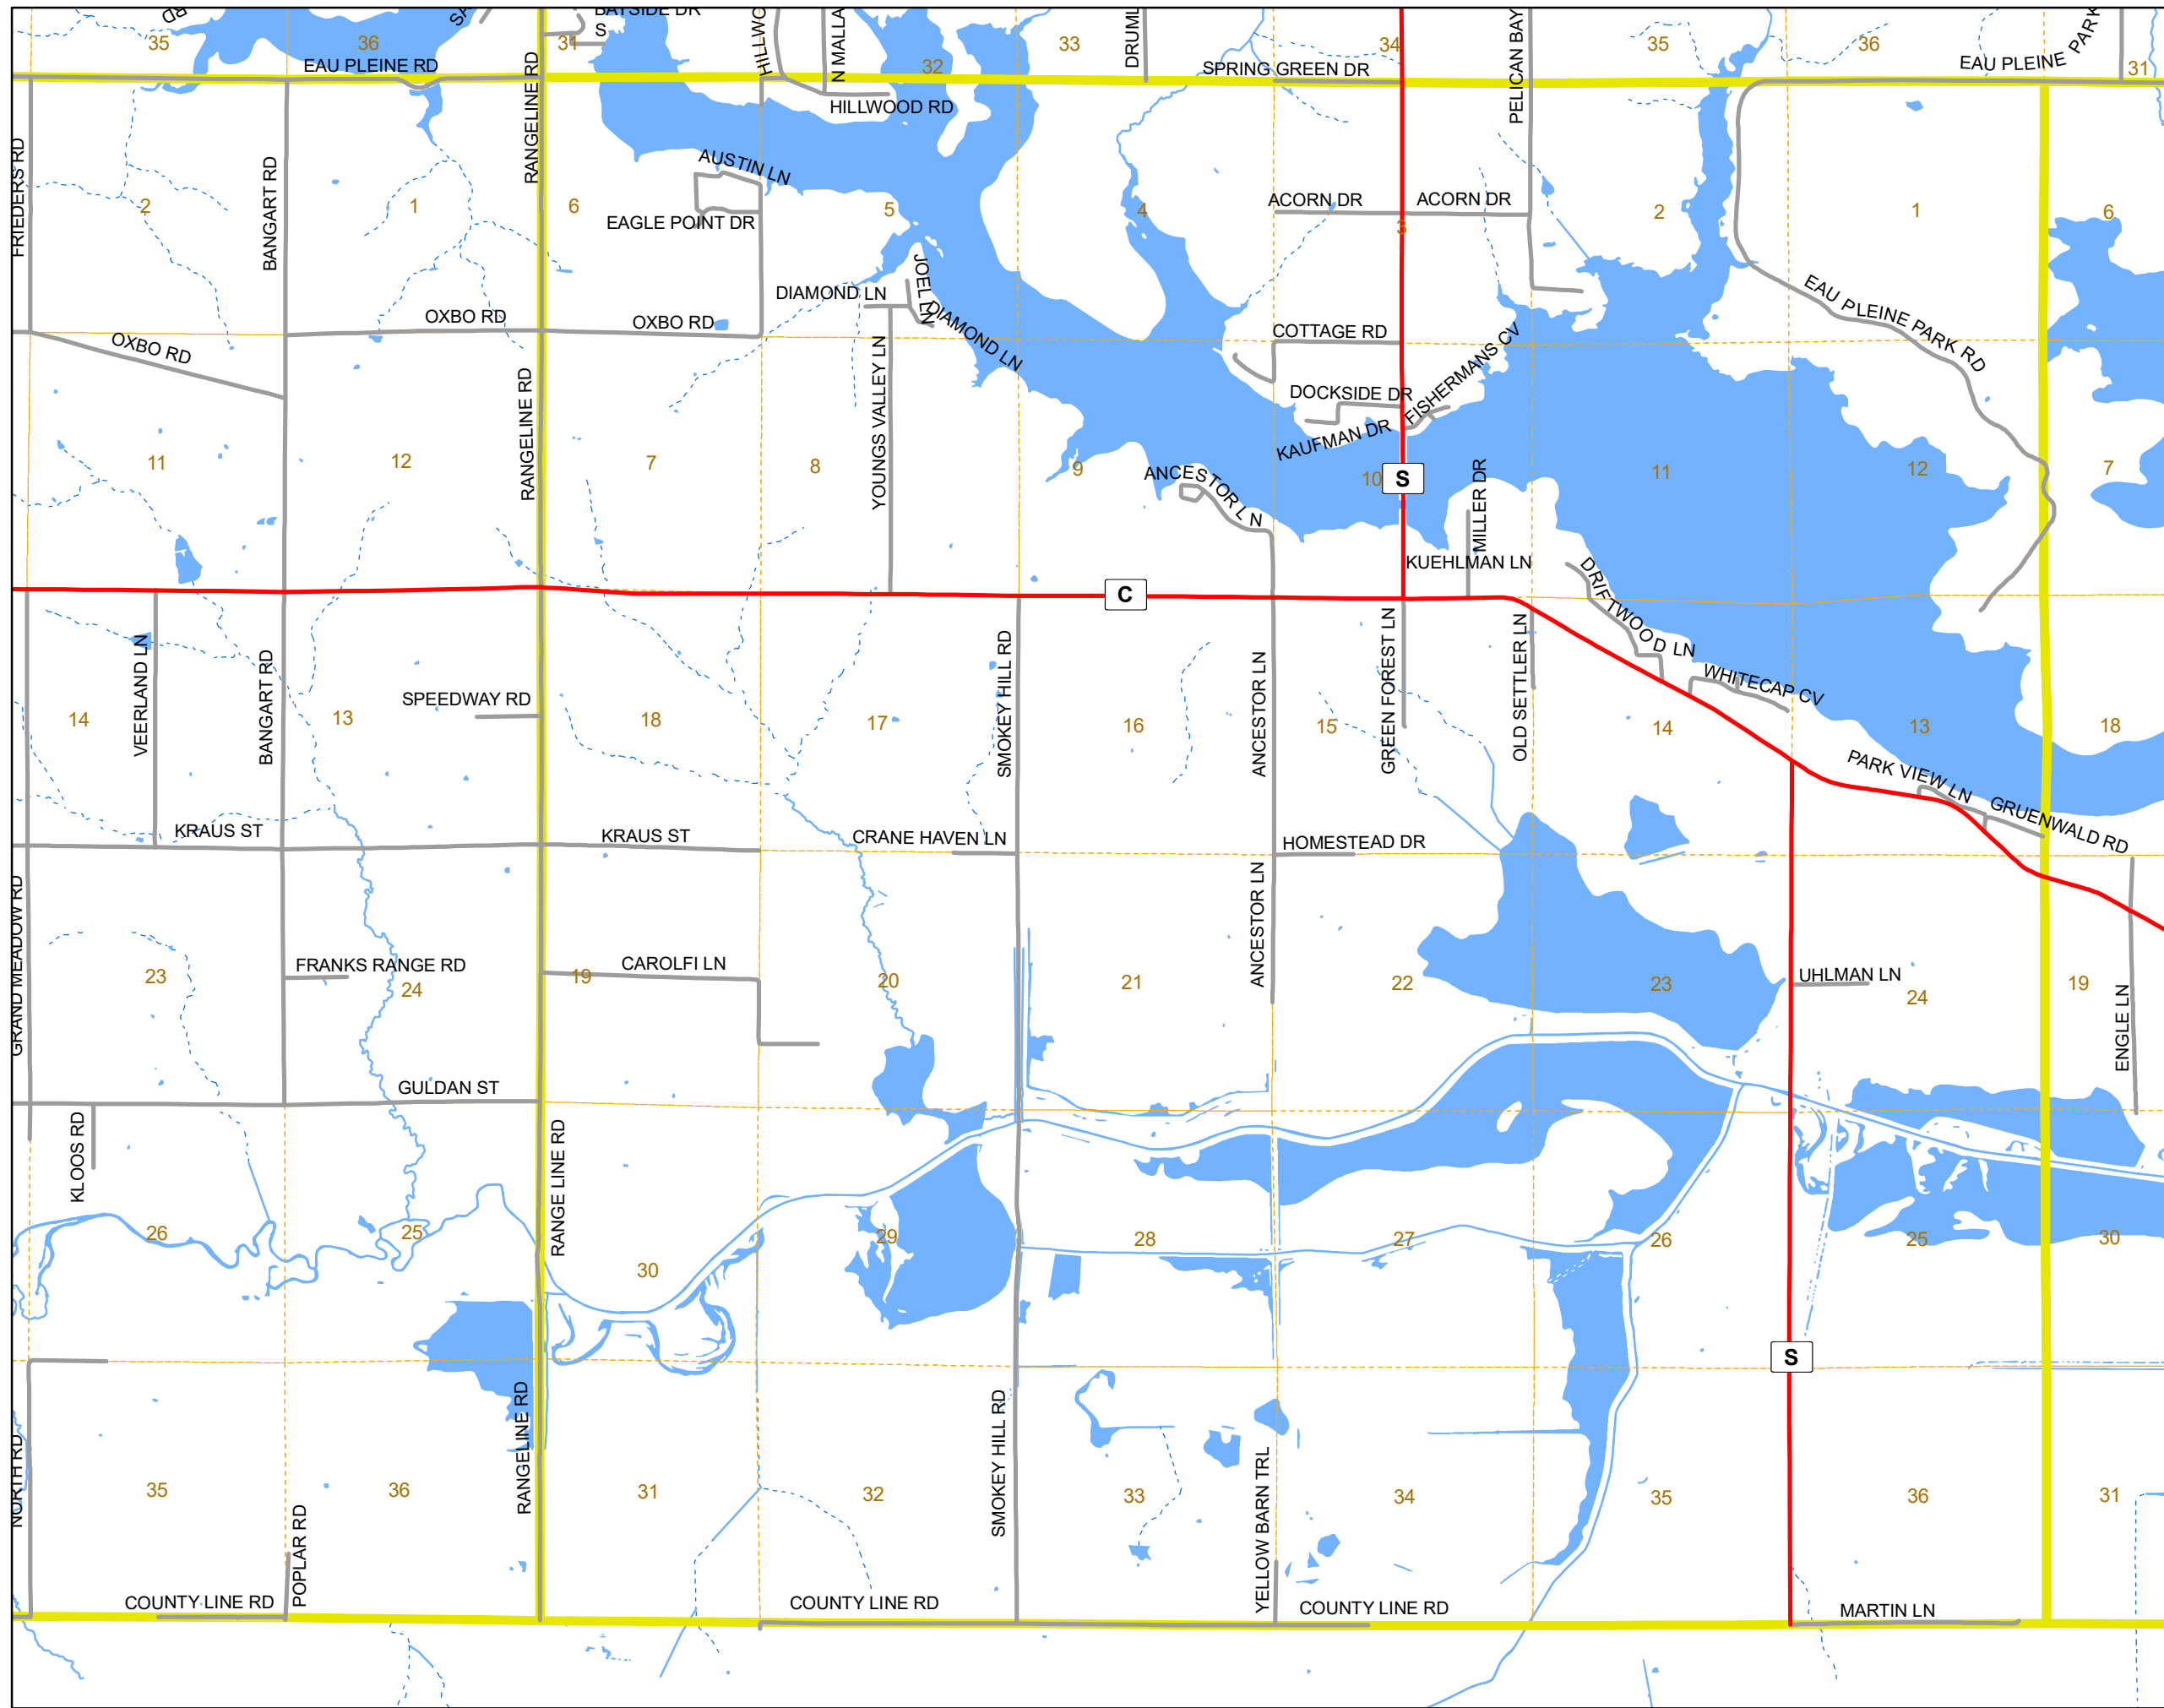 BAYSIDE DR
S
35
36
31
32
33
34
35
36
31
RD
HILLWO
N MALLA
DRUML
PELICAN BAY
PARK
EAU PLEINE RD
SPRING GREEN DR
EAU PLEINE
HILLWOOD RD
FRIEDERS RD
BANGART RD
RANGELINE RD
AUSTIN LN
EAGLE POINT DR
ACORN DR
ACORN DR
2
1
6
5
4
3
2
1
6
JOEL LN
DIAMOND LN
DIAMOND LN
EAU PLEINE PARK RD
OXBO RD
OXBO RD
OXBO RD
COTTAGE RD
FISHERMANS CV
DOCKSIDE DR
KAUFMAN DR
RANGELINE RD
YOUNGS VALLEY LN
ANCESTOR LN
MILLER DR
11
12
7
8
9
10
S
11
12
7
KUEHLMAN LN
C
DRIFTWOOD LN
WHITECAP CV
VEERLAND LN
BANGART RD
SPEEDWAY RD
SMOKEY HILL RD
ANCESTOR LN
GREEN FOREST LN
OLD SETTLER LN
14
13
18
17
16
15
14
13
18
PARK VIEW LN
GRUENWALD RD
KRAUS ST
KRAUS ST
CRANE HAVEN LN
HOMESTEAD DR
GRAND MEADOW RD
FRANKS RANGE RD
CAROLFI LN
ANCESTOR LN
UHLMAN LN
ENGLE LN
23
24
19
20
21
22
23
24
19
GULDAN ST
KLOOS RD
RANGE LINE RD
26
25
30
29
28
27
26
25
30
S
NORTH RD
RANGELINE RD
SMOKEY HILL RD
YELLOW BARN TRL
35
36
31
32
33
34
35
36
31
POPLAR RD
COUNTY LINE RD
COUNTY LINE RD
COUNTY LINE RD
MARTIN LN